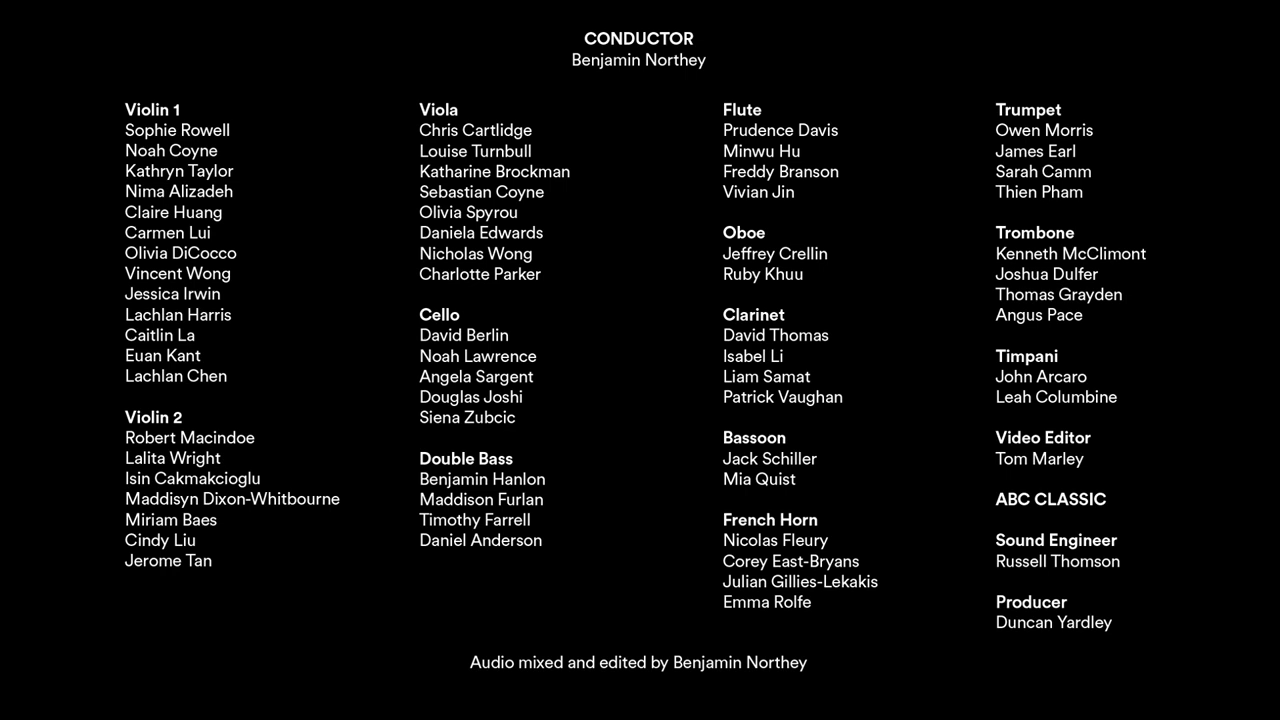 CONDUCTOR
Benjamin Northey
Violin 1
Sophie Rowell
Noah Coyne
Kathryn Taylor
Nima Alizadeh
Claire Huang
Carmen Lui
Olivia DiCocco
Vincent Wong
Jessica Irwin
Lachlan Harris
Caitlin La
Euan Kant
Lachlan Chen
Violin 2
Robert Macindoe
Lalita Wright
Isin Cakmakcioglu
Maddisyn Dixon-Whitbourne
Miriam Baes
Cindy Liu
Jerome Tan
Viola
Chris Cartlidge
Louise Turnbull
Katharine Brockman
Sebastian Coyne
Olivia Spyrou
Daniela Edwards
Nicholas Wong
Charlotte Parker
Cello
David Berlin
Noah Lawrence
Angela Sargent
Douglas Joshi
Siena Zubcic
Double Bass
Benjamin Hanlon
Maddison Furlan
Timothy Farrell
Daniel Anderson
Flute
Prudence Davis
Minwu Hu
Freddy Branson
Vivian Jin
Oboe
Jeffrey Crellin
Ruby Khuu
Clarinet
David Thomas
Isabel Li
Liam Samat
Patrick Vaughan
Bassoon
Jack Schiller
Mia Quist
French Horn
Nicolas Fleury
Corey East-Bryans
Julian Gillies-Lekakis
Emma Rolfe
Trumpet
Owen Morris
James Earl
Sarah Camm
Thien Pham
Trombone
Kenneth McClimont
Joshua Dulfer
Thomas Grayden
Angus Pace
Timpani
John Arcaro
Leah Columbine
Video Editor
Tom Marley
ABC CLASSIC
Sound Engineer
Russell Thomson
Producer
Duncan Yardley
Audio mixed and edited by Benjamin Northey